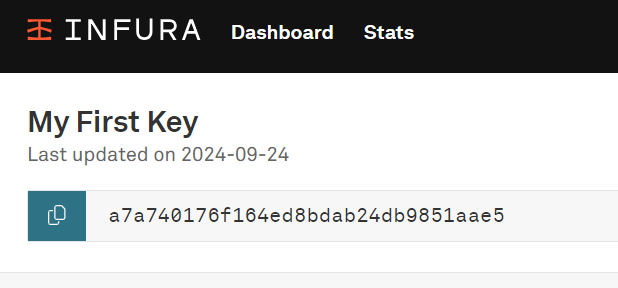 INFURA Dashboard Stats
My First Key
Last updated on 2024-09-24
a7a740176f164ed8bdab24db9851aae5